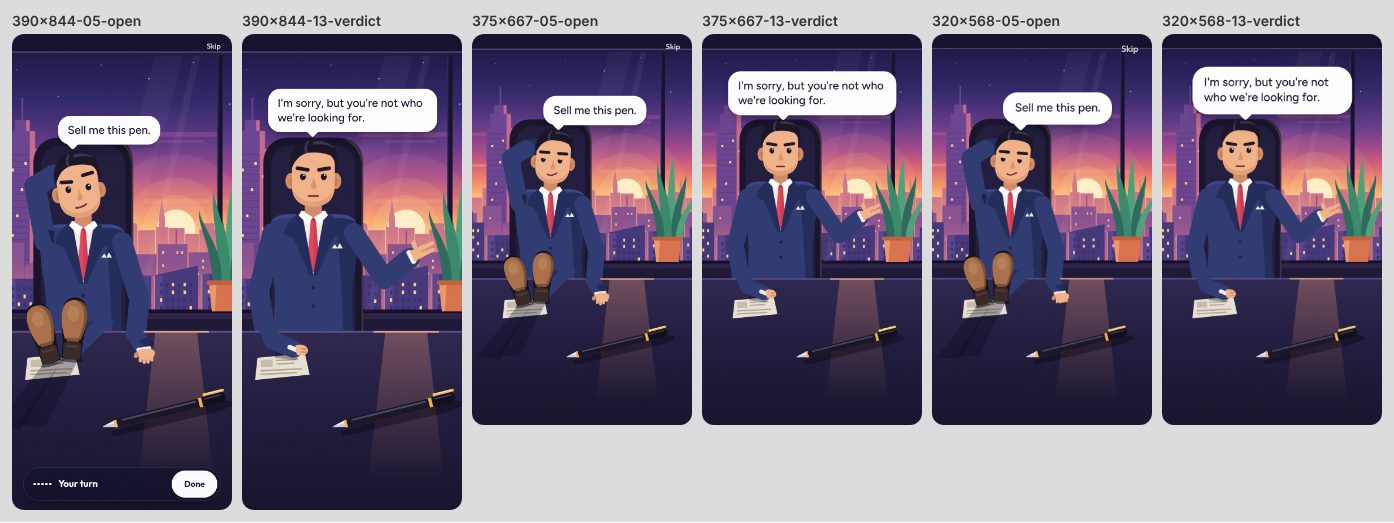 390×844-05-open
390×844-13-verdict
375×667-05-open
375×667-13-verdict
320×568-05-open
320×568-13-verdict
Skip
Sell me this pen.
Your turn
Done
I'm sorry, but you're not who
we're looking for.
Skip
Sell me this pen.
I'm sorry, but you're not who
we're looking for.
Skip
Sell me this pen.
I'm sorry, but you're not
who we're looking for.